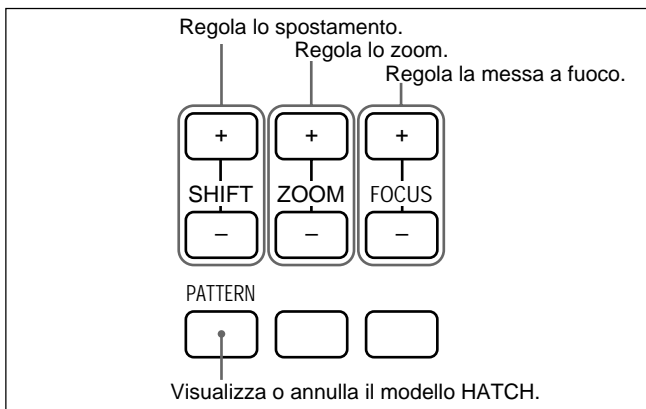 Regola lo spostamento.
Regola lo zoom.
Regola la messa a fuoco.
+ + +
SHIFT ZOOM FOCUS
– – –
PATTERN
Visualizza o annulla il modello HATCH.